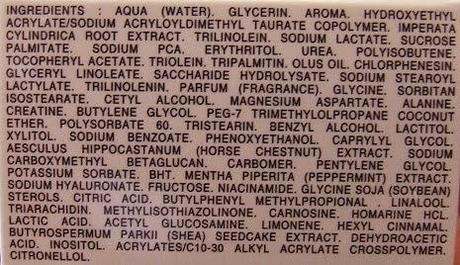 INGREDIENTS : AQUA (WATER). GLYCERIN. AROMA. HYDROXYETHYL
ACRYLATE/SODIUM ACRYLOYLDIMETHYL TAURATE COPOLYMER. IMPERATA
CYLINDRICA ROOT EXTRACT. TRILINOLEIN. SODIUM LACTATE. SUCROSE
PALMITATE. SODIUM PCA. ERYTHRITOL. UREA. POLYISOBUTENE.
TOCOPHERYL ACETATE. TRIOLEIN. TRIPALMITIN. OLUS OIL. CHLORPHENESIN.
GLYCERYL LINOLEATE. SACCHARIDE HYDROLYSATE. SODIUM STEAROYL
LACTYLATE. TRILINOLENIN. PARFUM (FRAGRANCE). GLYCINE. SORBITAN
ISOSTEARATE. CETYL ALCOHOL. MAGNESIUM ASPARTATE. ALANINE.
CREATINE. BUTYLENE GLYCOL. PEG-7 TRIMETHYLOLPROPANE COCONUT
ETHER. POLYSORBATE 60. TRISTEARIN. BENZYL ALCOHOL. LACTITOL.
XYLITOL. SODIUM BENZOATE. PHENOXYETHANOL. CAPRYLYL GLYCOL.
AESCULUS HIPPOCASTANUM (HORSE CHESTNUT) EXTRACT. SODIUM
CARBOXYMETHYL BETAGLUCAN. CARBOMER. PENTYLENE GLYCOL.
POTASSIUM SORBATE. BHT. MENTHA PIPERITA (PEPPERMINT) EXTRACT.
SODIUM HYALURONATE. FRUCTOSE. NIACINAMIDE. GLYCINE SOJA (SOYBEAN)
STEROLS. CITRIC ACID. BUTYLPHENYL METHYLPROPIONAL . LINALOOL.
TRIARACHIDIN. METHYLISOTHIAZOLINONE. CARNOSINE. HOMARINE HCL.
LACTIC ACID. ACETYL GLUCOSAMINE. LIMONENE. HEXYL CINNAMAL.
BUTYROSPERMUM PARKII (SHEA) SEEDCAKE EXTRACT. DEHYDROACETIC
ACID. INOSITOL. ACRYLATES/C10-30 ALKYL ACRYLATE CROSSPOLYMER.
CITRONELLOL.